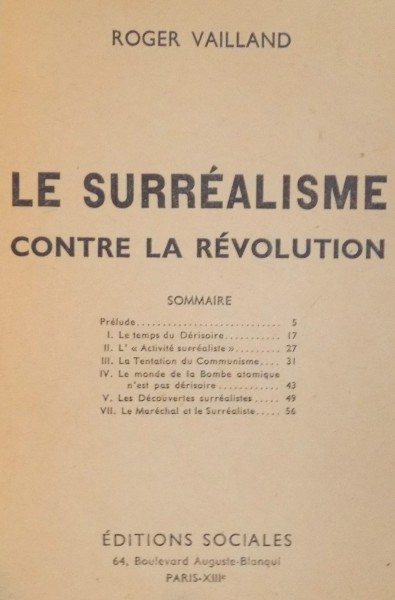 ROGER VAILLAND
LE SURRÉALISME
CONTRE LA RÉVOLUTION
SOMMAIRE
Prélude........................... 5
I. Le temps du Dérisoire........... 17
II. L' « Activité surréaliste »........ 27
III. La Tentation du Communisme.... 31
IV. Le monde de la Bombe atomique
n'est pas dérisoire............ 43
V. Les Découvertes surréalistes..... 49
VII. Le Maréchal et le Surréaliste..... 56
ÉDITIONS SOCIALES
64, Boulevard Auguste-Blanqui
PARIS-XIIIe